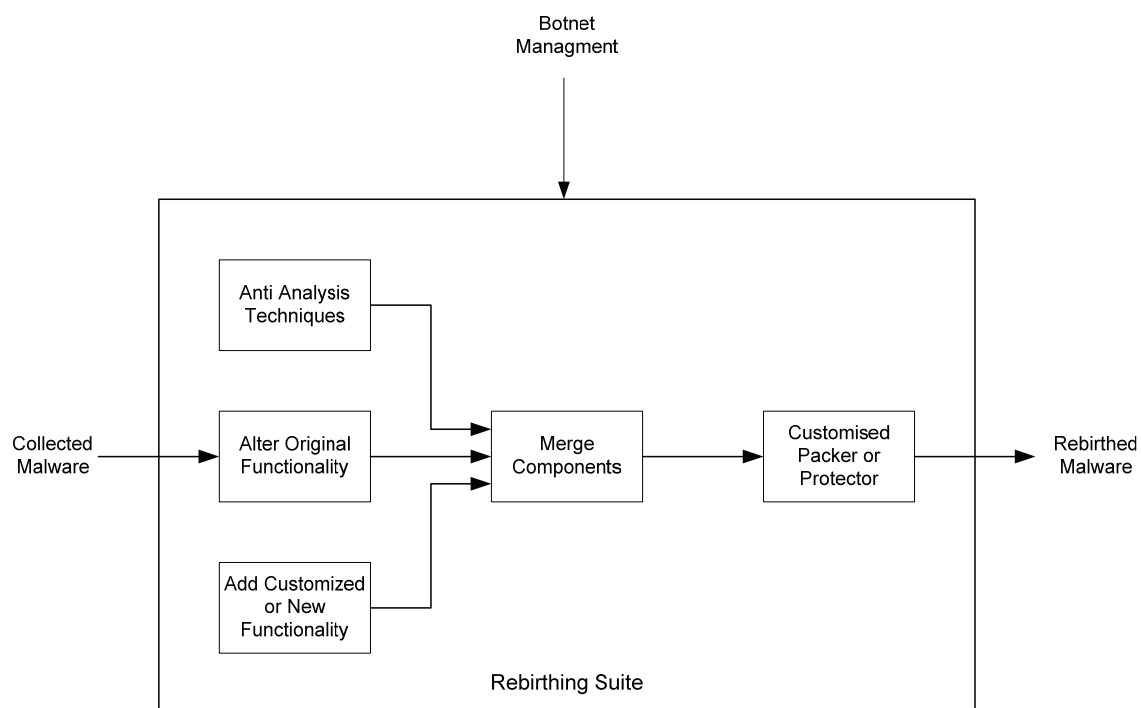 Botnet
Managment
Anti Analysis
Techniques
Collected
Malware
Alter Original
Functionality
Merge
Components
Customised
Packer or
Protector
Rebirthed
Malware
Add Customized
or New
Functionality
Rebirthing Suite